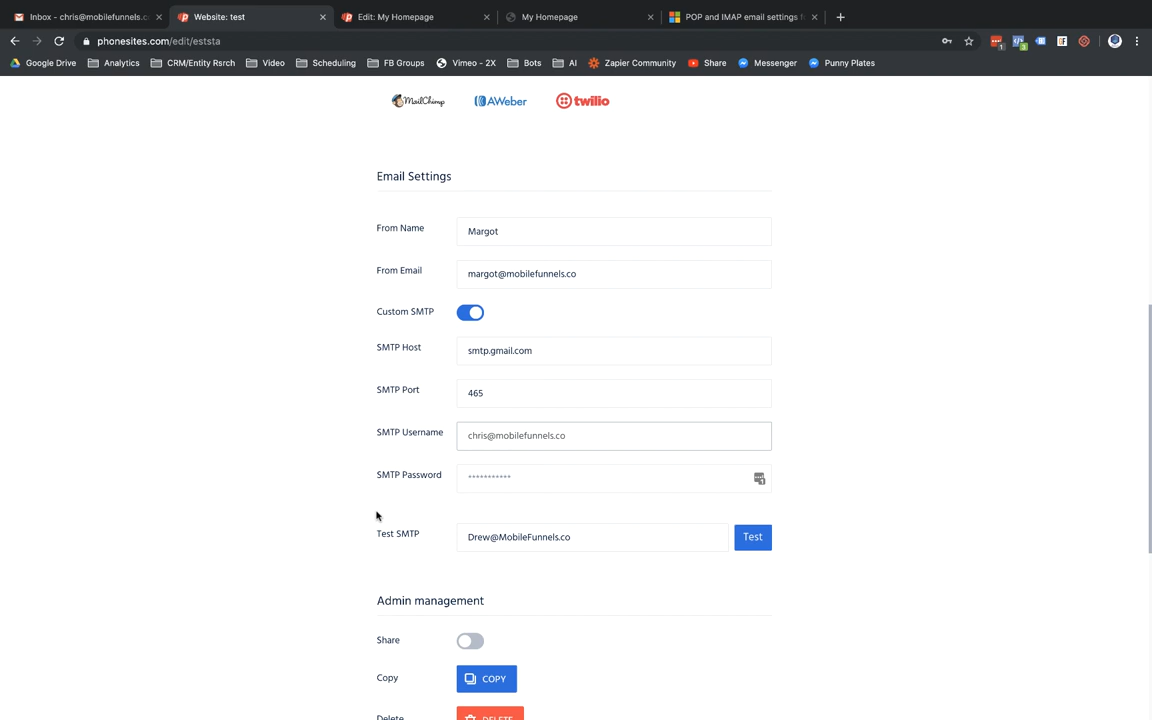 Inbox - chris@mobilefunnels.c
Website: test
Edit: My Homepage
My Homepage
POP and IMAP email settings f
phonesites.com/edit/eststa
Google Drive
Analytics
CRM/Entity Rsrch
Video
Scheduling
FB Groups
Vimeo - 2X
Bots
AI
Zapier Community
Share
Messenger
Punny Plates
MailChimp
AWeber
twilio
Email Settings
From Name
Margot
From Email
margot@mobilefunnels.co
Custom SMTP
SMTP Host
smtp.gmail.com
SMTP Port
465
SMTP Username
chris@mobilefunnels.co
SMTP Password
***********
Test SMTP
Drew@MobileFunnels.co
Test
Admin management
Share
Copy
COPY
Delete
DELETE